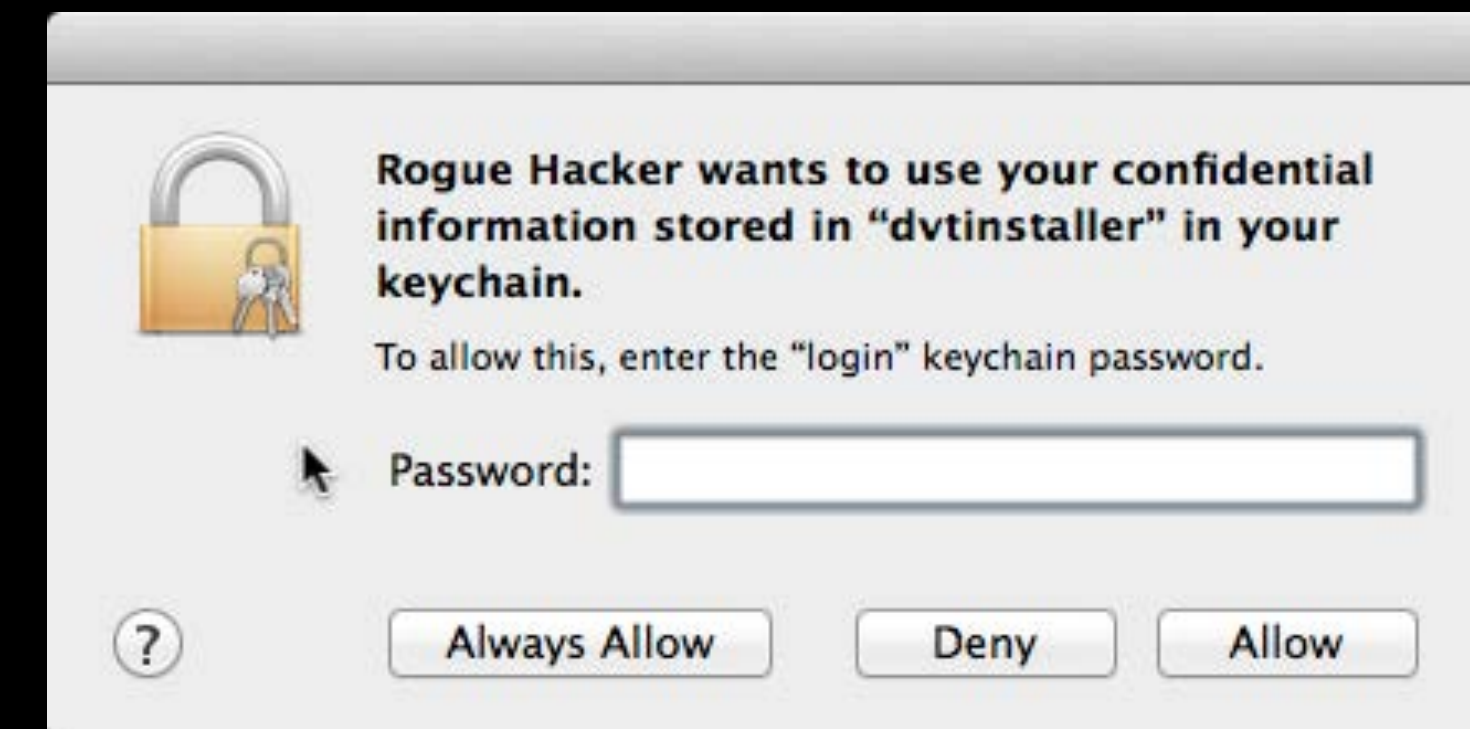 Rogue Hacker wants to use your confidential
information stored in “dvtinstaller” in your
keychain.
To allow this, enter the “login” keychain password.
Password:
? Always Allow Deny Allow